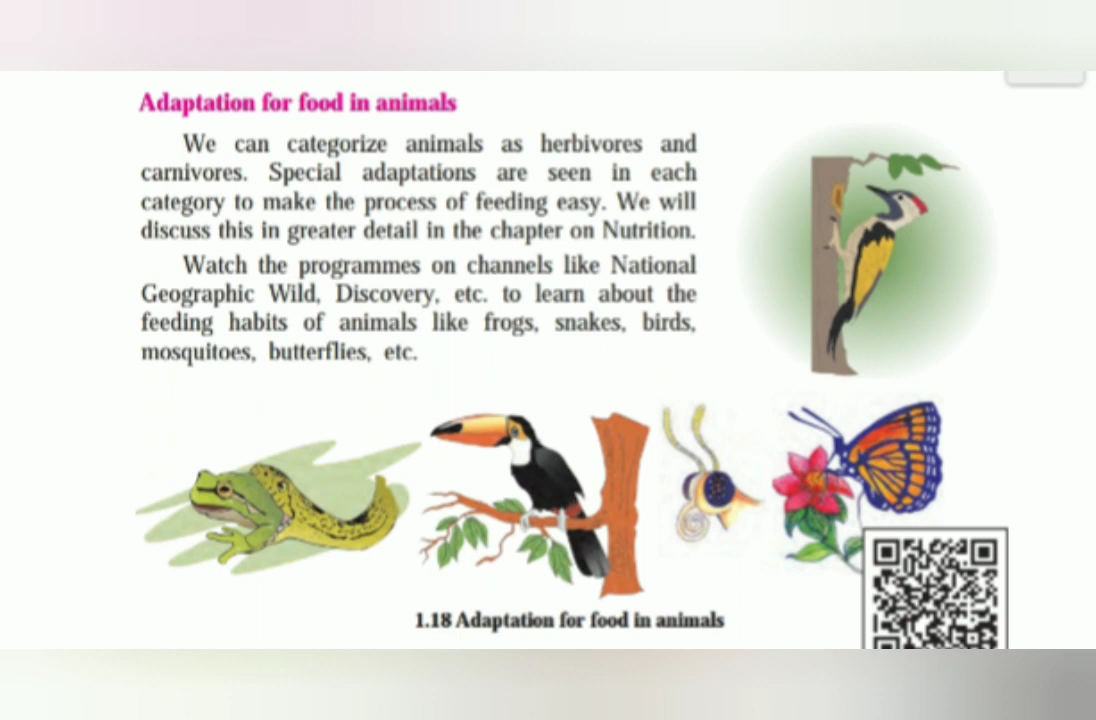 Adaptation for food in animals
We can categorize animals as herbivores and
carnivores. Special adaptations are seen in each
category to make the process of feeding easy. We will
discuss this in greater detail in the chapter on Nutrition.
Watch the programmes on channels like National
Geographic Wild, Discovery, etc. to learn about the
feeding habits of animals like frogs, snakes, birds,
mosquitoes, butterflies, etc.
1.18 Adaptation for food in animals